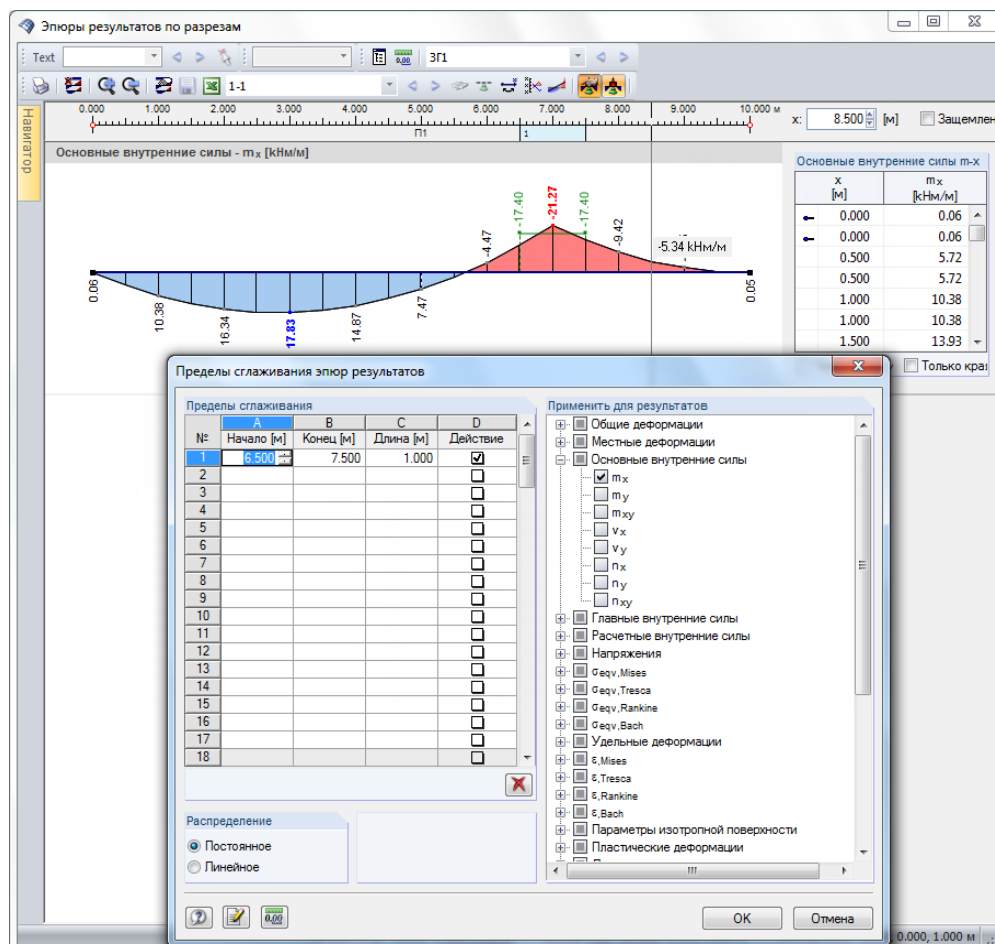 Эпюры результатов по разрезам
Text
ЗГ1
1-1
Навигатор
0.000 1.000 2.000 3.000 4.000 5.000 6.000 7.000 8.000 9.000 10.000 м
П1 1
x: 8.500 [м] Защемлен
Основные внутренние силы - mx [кНм/м]
Основные внутренние силы m-x
x mx
[м] [кНм/м]
0.000 0.06
0.000 0.06
0.500 5.72
0.500 5.72
1.000 10.38
1.000 10.38
1.500 13.93
Только кра
0.06
10.38
16.34
17.83
14.87
7.47
-4.47
-17.40
-21.27
-17.40
-9.42
-5.34 кНм/м
0.05
Пределы сглаживания эпюр результатов
Пределы сглаживания
A B C D
№ Начало [м] Конец [м] Длина [м] Действие
1 6.500 7.500 1.000
2
3
4
5
6
7
8
9
10
11
12
13
14
15
16
17
18
Распределение
Постоянное
Линейное
Применить для результатов
Общие деформации
Местные деформации
Основные внутренние силы
mx
my
mxy
vx
vy
nx
ny
nxy
Главные внутренние силы
Расчетные внутренние силы
Напряжения
σeqv,Mises
σeqv,Tresca
σeqv,Rankine
σeqv,Bach
Удельные деформации
ε,Mises
ε,Tresca
ε,Rankine
ε,Bach
Параметры изотропной поверхности
Пластические деформации
OK Отмена
0.000, 1.000 м